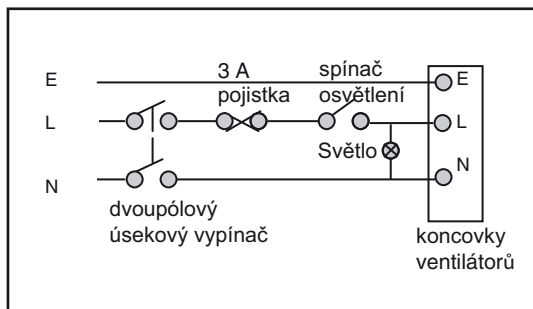 E
3 A
pojistka
spínač
osvětlení
E
L
L
Světlo
N
N
dvoupólový
úsekový vypínač
koncovky
ventilátorů